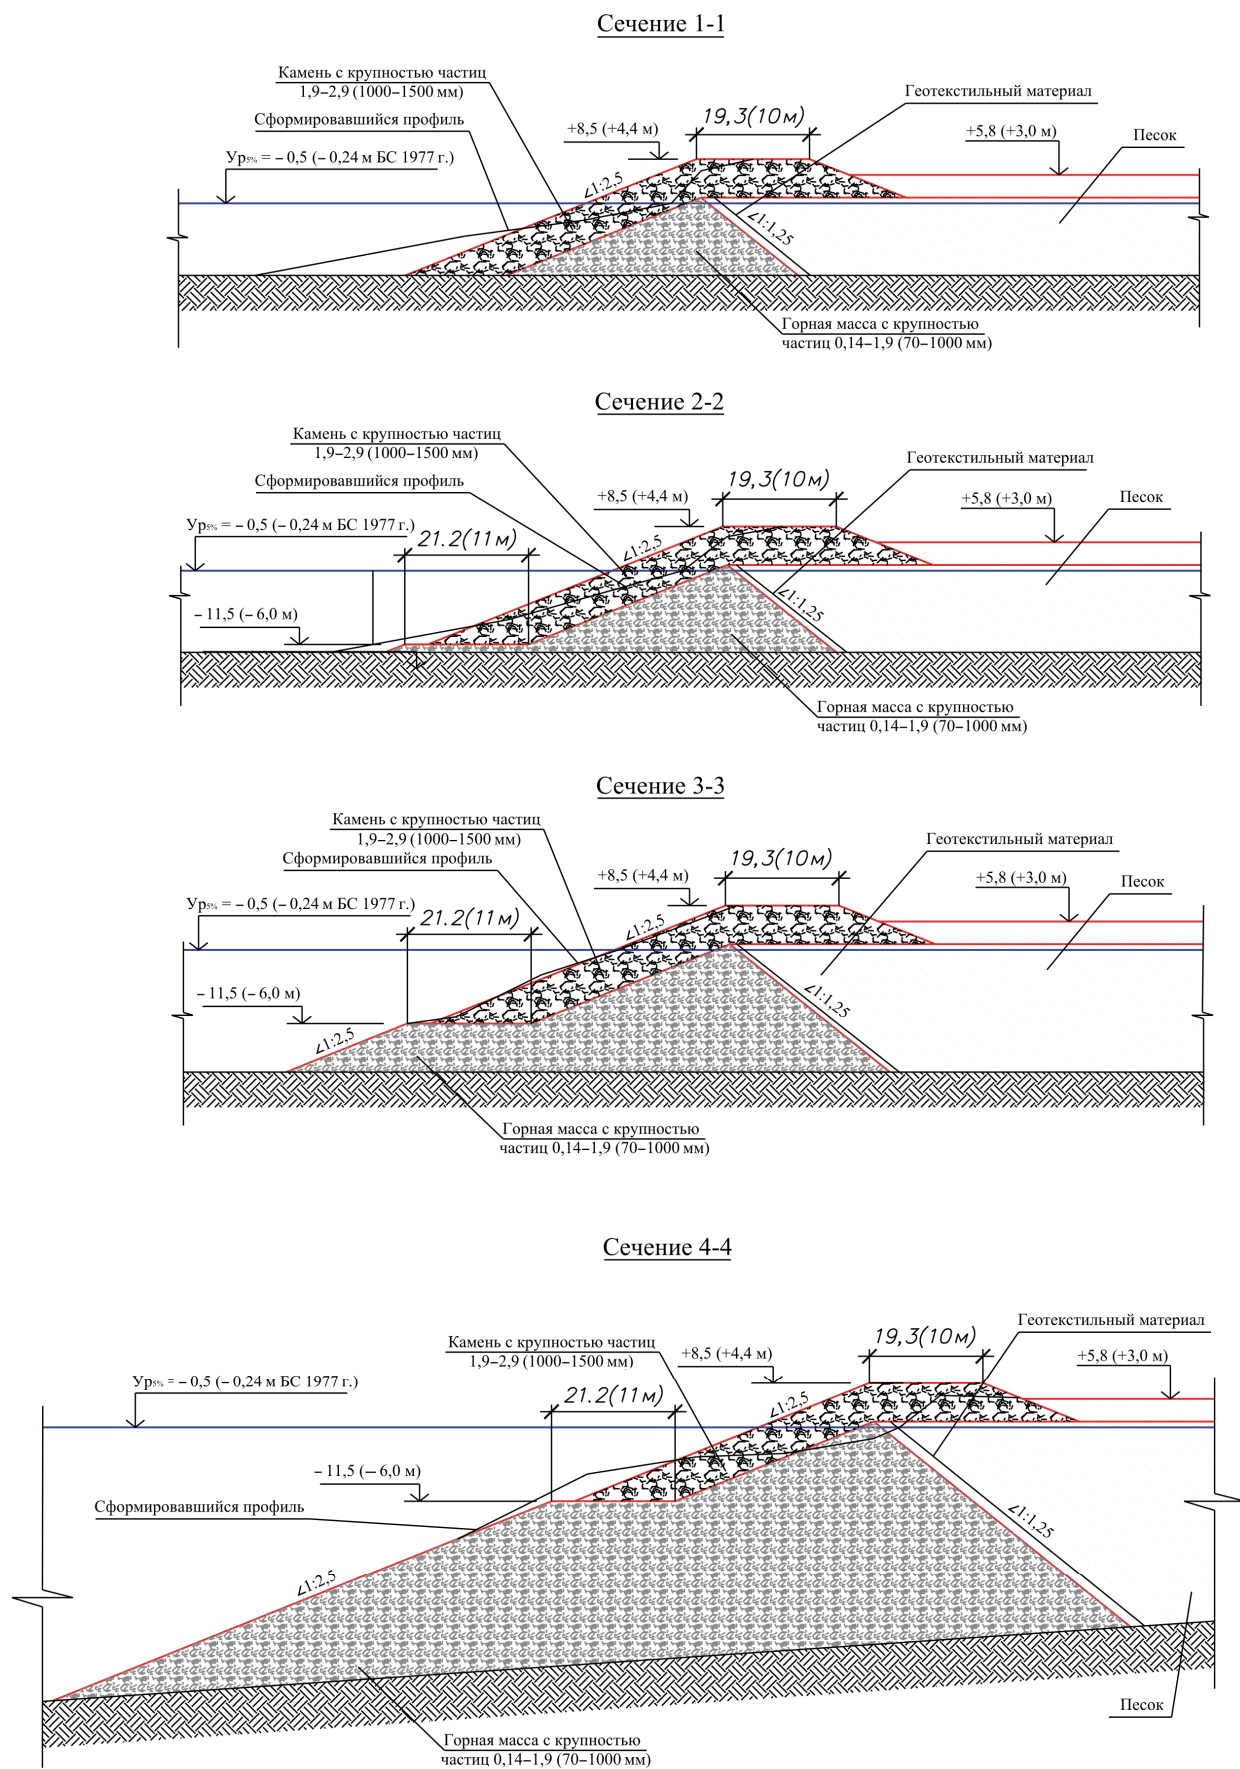 Сечение 1-1
Камень с крупностью частиц
1,9–2,9 (1000–1500 мм)
Геотекстильный материал
Сформировавшийся профиль
+8,5 (+4,4 м)
19,3(10м)
+5,8 (+3,0 м)
Песок
Ур5% = – 0,5 (– 0,24 м БС 1977 г.)
∠1:2,5
∠1:1,25
Горная масса с крупностью
частиц 0,14–1,9 (70–1000 мм)
Сечение 2-2
Камень с крупностью частиц
1,9–2,9 (1000–1500 мм)
Геотекстильный материал
Сформировавшийся профиль
+8,5 (+4,4 м)
19,3(10м)
+5,8 (+3,0 м)
Песок
Ур5% = – 0,5 (– 0,24 м БС 1977 г.)
21.2(11м)
∠1:2,5
– 11,5 (– 6,0 м)
∠1:1,25
Горная масса с крупностью
частиц 0,14–1,9 (70–1000 мм)
Сечение 3-3
Камень с крупностью частиц
1,9–2,9 (1000–1500 мм)
Геотекстильный материал
Сформировавшийся профиль
+8,5 (+4,4 м)
19,3(10м)
+5,8 (+3,0 м)
Песок
Ур5% = – 0,5 (– 0,24 м БС 1977 г.)
21.2(11м)
∠1:2,5
– 11,5 (– 6,0 м)
∠1:1,25
∠1:2,5
Горная масса с крупностью
частиц 0,14–1,9 (70–1000 мм)
Сечение 4-4
Геотекстильный материал
Камень с крупностью частиц
1,9–2,9 (1000–1500 мм)
+8,5 (+4,4 м)
19,3(10м)
+5,8 (+3,0 м)
Ур5% = – 0,5 (– 0,24 м БС 1977 г.)
21.2(11м)
∠1:2,5
– 11,5 (– 6,0 м)
Сформировавшийся профиль
∠1:1,25
∠1:2,5
Песок
Горная масса с крупностью
частиц 0,14–1,9 (70–1000 мм)